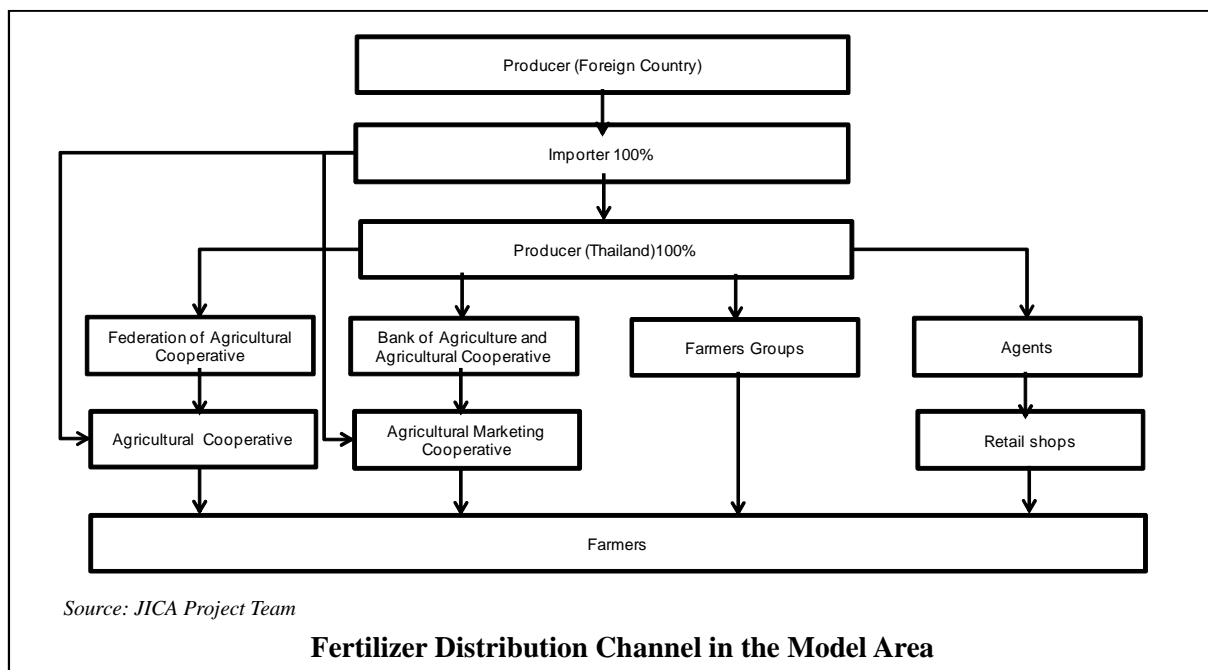 Producer (Foreign Country)
Importer 100%
Producer (Thailand)100%
Federation of Agricultural
Cooperative
Bank of Agriculture and
Agricultural Cooperative
Farmers Groups
Agents
Agricultural Cooperative
Agricultural Marketing
Cooperative
Retail shops
Farmers
Source: JICA Project Team
Fertilizer Distribution Channel in the Model Area